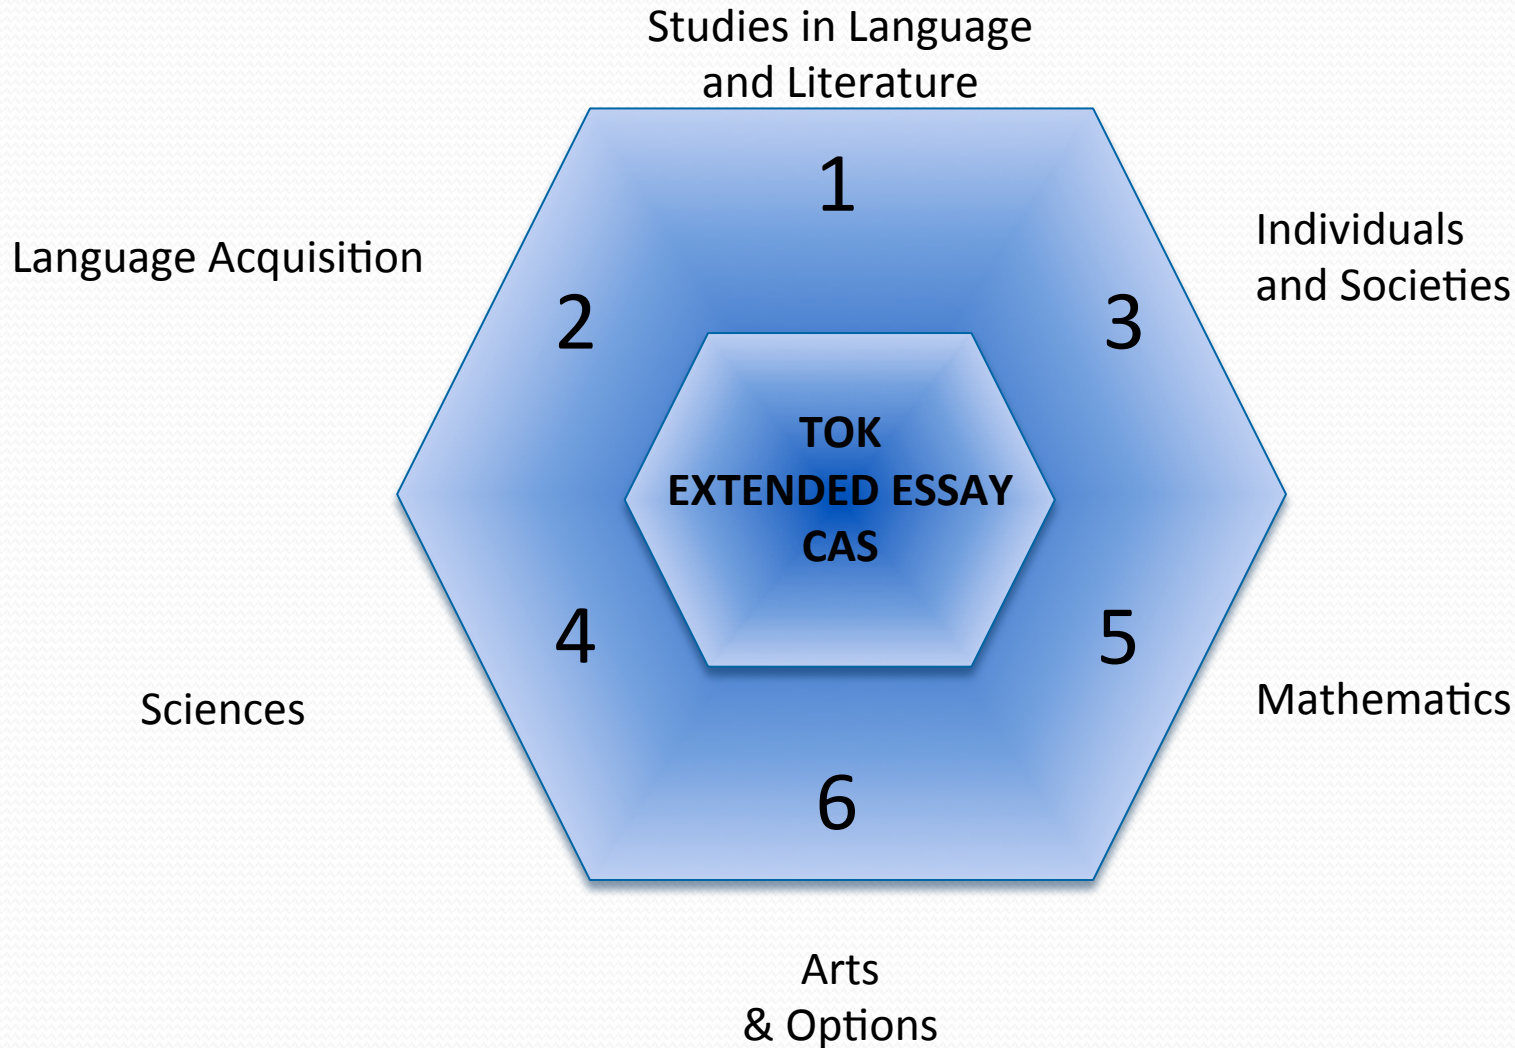 Studies in Language
and Literature
1
Language Acquisition
2
3
Individuals
and Societies
TOK
EXTENDED ESSAY
CAS
4
5
Sciences
Mathematics
6
Arts
& Options